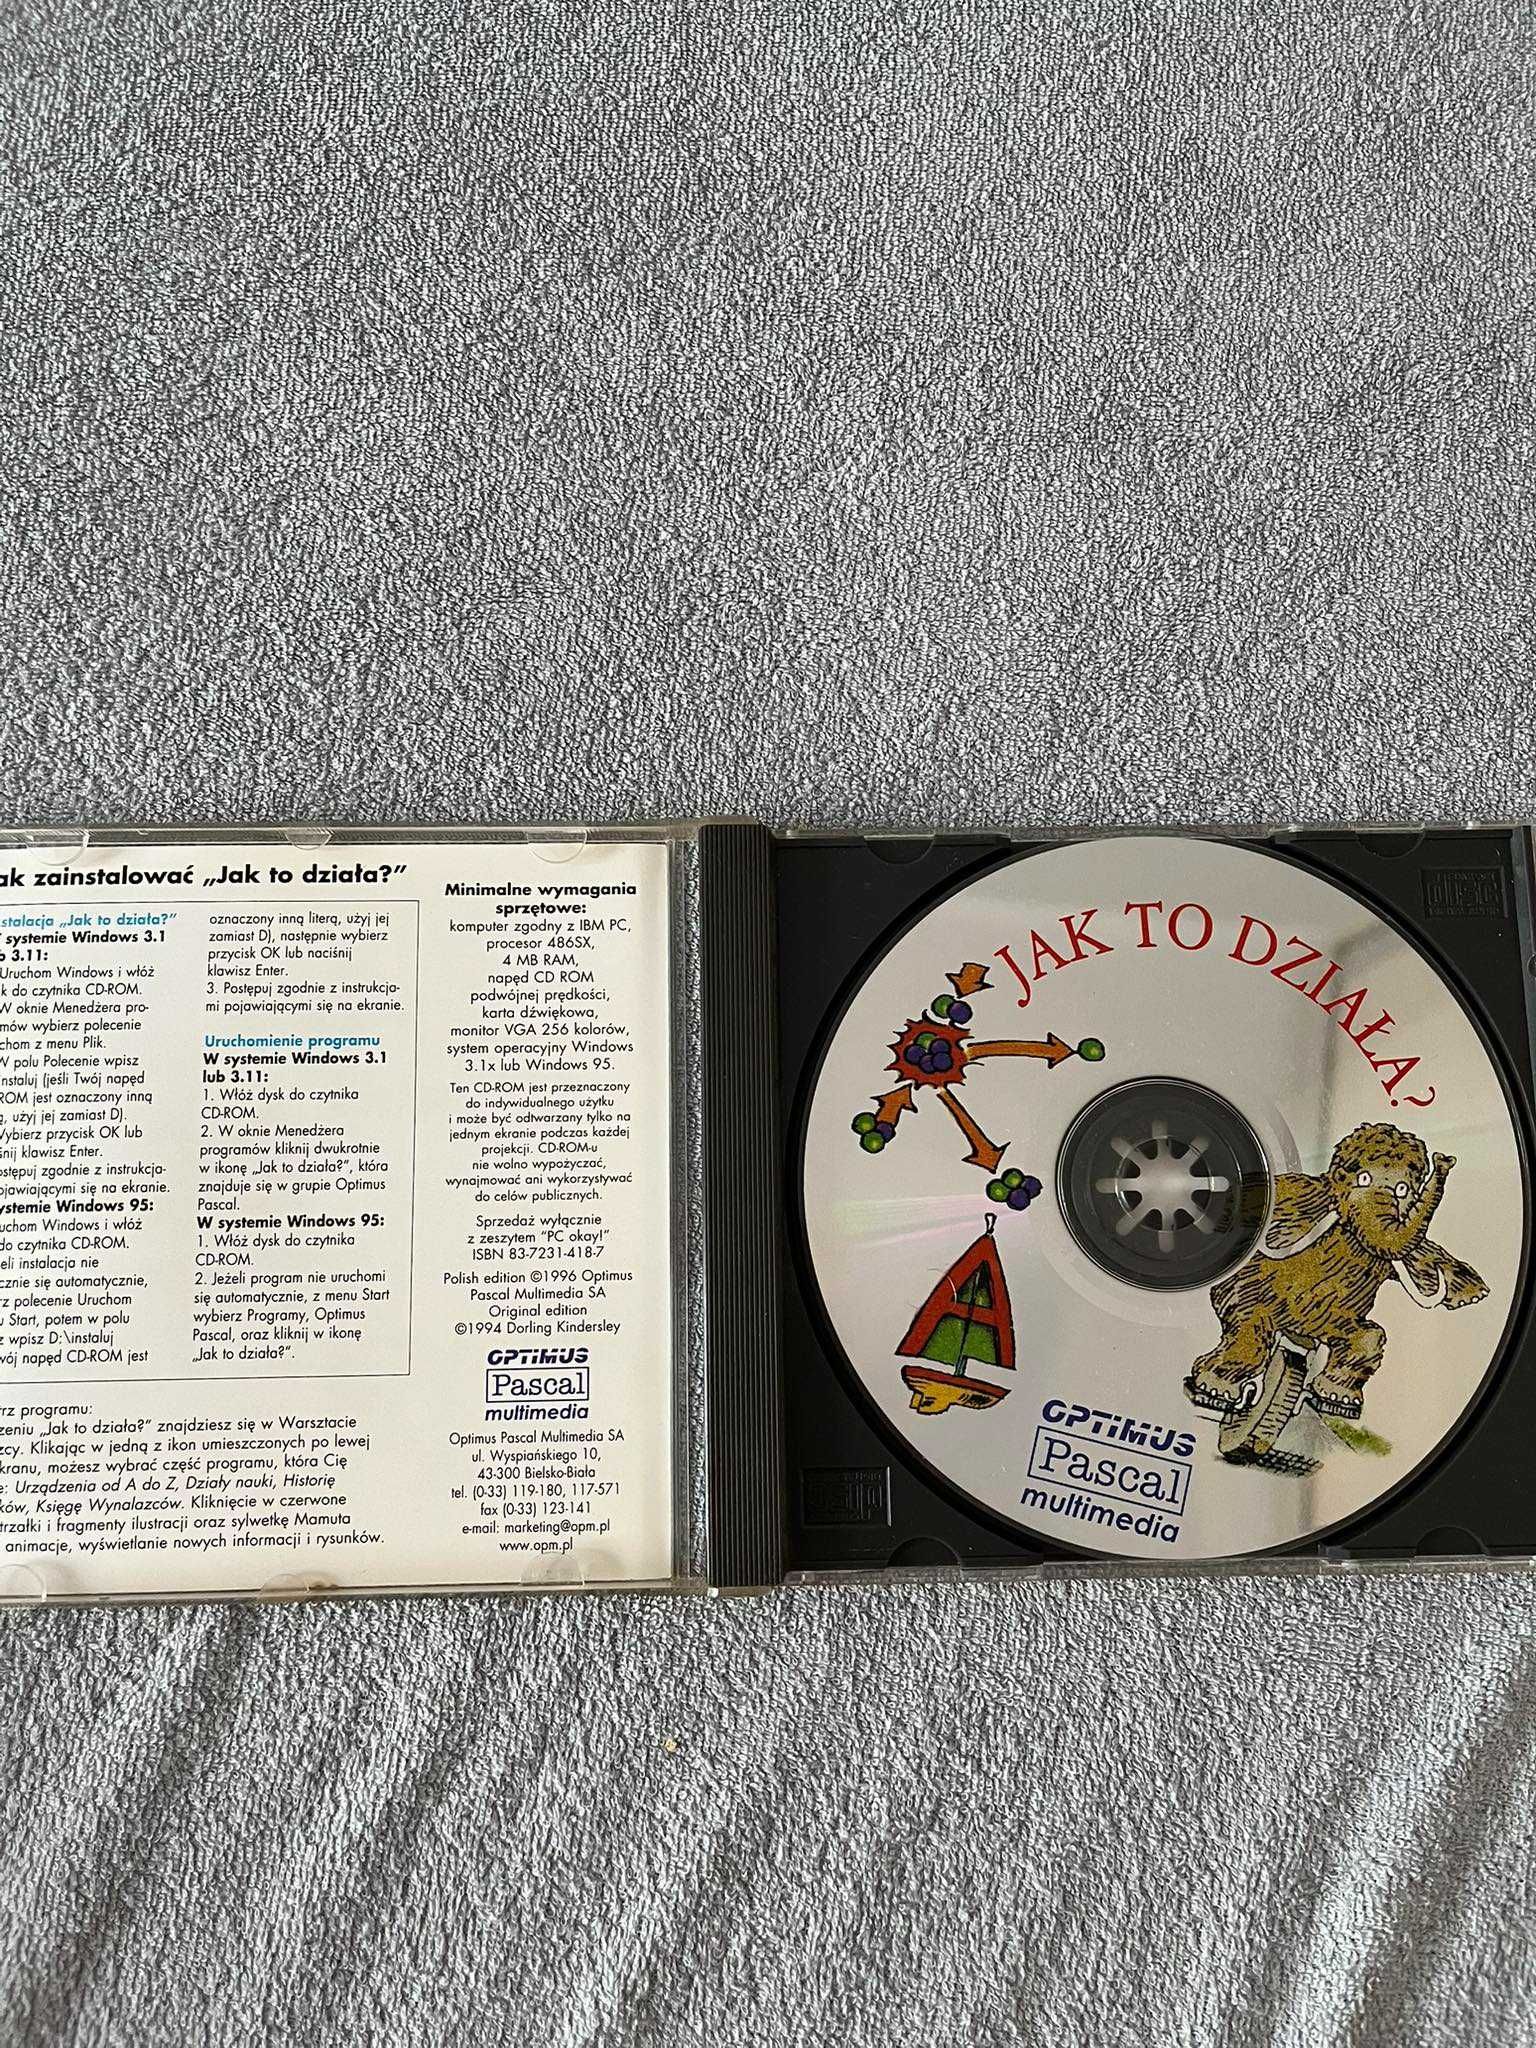 ak zainstalować „Jak to działa?”
stalacja „Jak to działa?”
systemie Windows 3.1
b 3.11:
Uruchom Windows i włóż
k do czytnika CD-ROM.
W oknie Menedżera pro-
mów wybierz polecenie
chom z menu Plik.
W polu Polecenie wpisz
nstaluj (jeśli Twój napęd
ROM jest oznaczony inną
ą, użyj jej zamiast D).
Wybierz przycisk OK lub
śnij klawisz Enter.
ostępuj zgodnie z instrukcja-
ojawiającymi się na ekranie.
ystemie Windows 95:
uchom Windows i włóż
do czytnika CD-ROM.
eli instalacja nie
cznie się automatycznie,
rz polecenie Uruchom
u Start, potem w polu
z wpisz D:\instaluj
wój napęd CD-ROM jest
oznaczony inną literą, użyj jej
zamiast D), następnie wybierz
przycisk OK lub naciśnij
klawisz Enter.
3. Postępuj zgodnie z instrukcja-
mi pojawiającymi się na ekranie.
Uruchomienie programu
W systemie Windows 3.1
lub 3.11:
1. Włóż dysk do czytnika
CD-ROM.
2. W oknie Menedżera
programów kliknij dwukrotnie
w ikonę „Jak to działa?”, która
znajduje się w grupie Optimus
Pascal.
W systemie Windows 95:
1. Włóż dysk do czytnika
CD-ROM.
2. Jeżeli program nie uruchomi
się automatycznie, z menu Start
wybierz Programy, Optimus
Pascal, oraz kliknij w ikonę
„Jak to działa?”.
rz programu:
zeniu „Jak to działa?” znajdziesz się w Warsztacie
zcy. Klikając w jedną z ikon umieszczonych po lewej
kranu, możesz wybrać część programu, która Cię
e: Urządzenia od A do Z, Działy nauki, Historię
ków, Księgę Wynalazców. Kliknięcie w czerwone
trzałki i fragmenty ilustracji oraz sylwetkę Mamuta
animacje, wyświetlanie nowych informacji i rysunków.
Minimalne wymagania
sprzętowe:
komputer zgodny z IBM PC,
procesor 486SX,
4 MB RAM,
napęd CD ROM
podwójnej prędkości,
karta dźwiękowa,
monitor VGA 256 kolorów,
system operacyjny Windows
3.1x lub Windows 95.
Ten CD-ROM jest przeznaczony
do indywidualnego użytku
i może być odtwarzany tylko na
jednym ekranie podczas każdej
projekcji. CD-ROM-u
nie wolno wypożyczać,
wynajmować ani wykorzystywać
do celów publicznych.
Sprzedaż wyłącznie
z zeszytem "PC okay!"
ISBN 83-7231-418-7
Polish edition ©1996 Optimus
Pascal Multimedia SA
Original edition
©1994 Dorling Kindersley
OPTIMUS
Pascal
multimedia
Optimus Pascal Multimedia SA
ul. Wyspiańskiego 10,
43-300 Bielsko-Biała
tel. (0-33) 119-180, 117-571
fax (0-33) 123-141
e-mail: marketing@opm.pl
www.opm.pl
JAK TO DZIAŁA?
OPTIMUS
Pascal
multimedia
disc
disc